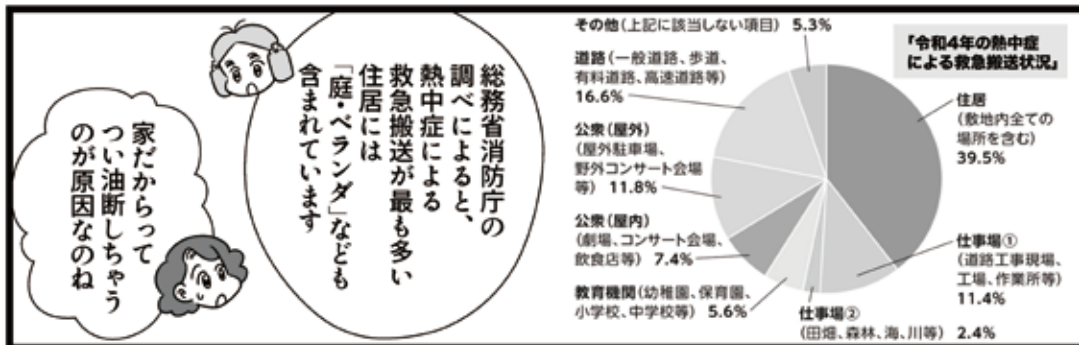 「令和4年の熱中症
による救急搬送状況」
住居
(敷地内全ての
場所を含む)
39.5%
仕事場①
(道路工事現場、
工場、作業所等)
11.4%
仕事場②
(田畑、森林、海、川等) 2.4%
教育機関(幼稚園、保育園、
小学校、中学校等) 5.6%
公衆(屋内)
(劇場、コンサート会場、
飲食店等) 7.4%
公衆(屋外)
(屋外駐車場、
野外コンサート会場
等) 11.8%
道路(一般道路、歩道、
有料道路、高速道路等)
16.6%
その他(上記に該当しない項目) 5.3%
総務省消防庁の
調べによると、
熱中症による
救急搬送が最も多い
住居には
「庭・ベランダ」なども
含まれています
家だからって
つい油断しちゃう
のが原因なのね